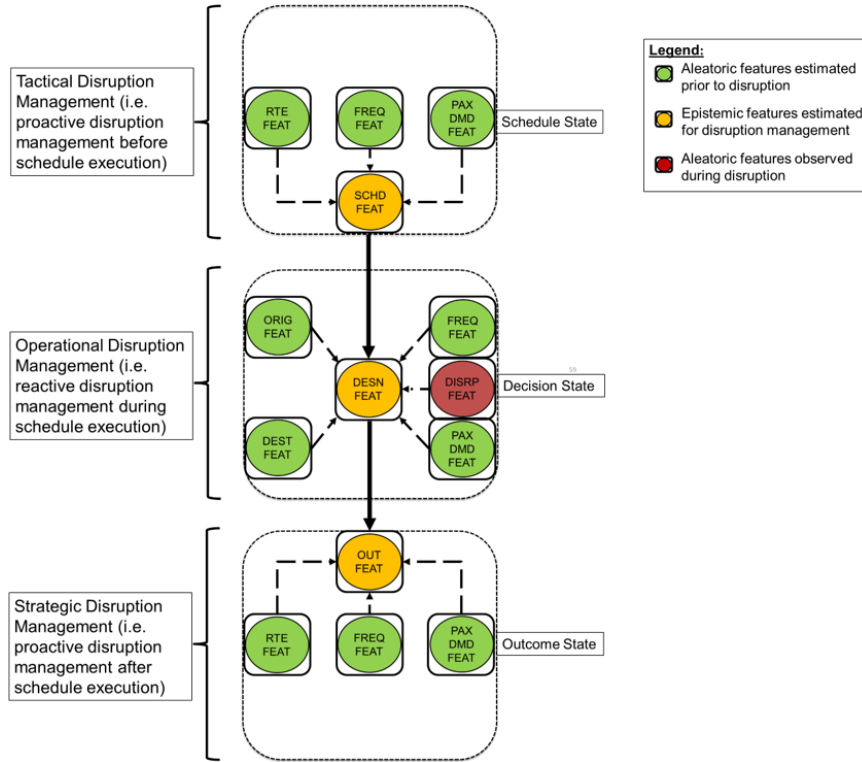 Tactical Disruption
Management (i.e.
proactive disruption
management before
schedule execution)
RTE
FEAT
FREQ
FEAT
PAX
DMD
FEAT
Schedule State
SCHD
FEAT
Legend:
Aleatoric features estimated
prior to disruption
Epistemic features estimated
for disruption management
Aleatoric features observed
during disruption
Operational Disruption
Management (i.e.
reactive disruption
management during
schedule execution)
ORIG
FEAT
FREQ
FEAT
DESN
FEAT
DISRP
FEAT
59
Decision State
DEST
FEAT
PAX
DMD
FEAT
Strategic Disruption
Management (i.e.
proactive disruption
management after
schedule execution)
OUT
FEAT
RTE
FEAT
FREQ
FEAT
PAX
DMD
FEAT
Outcome State